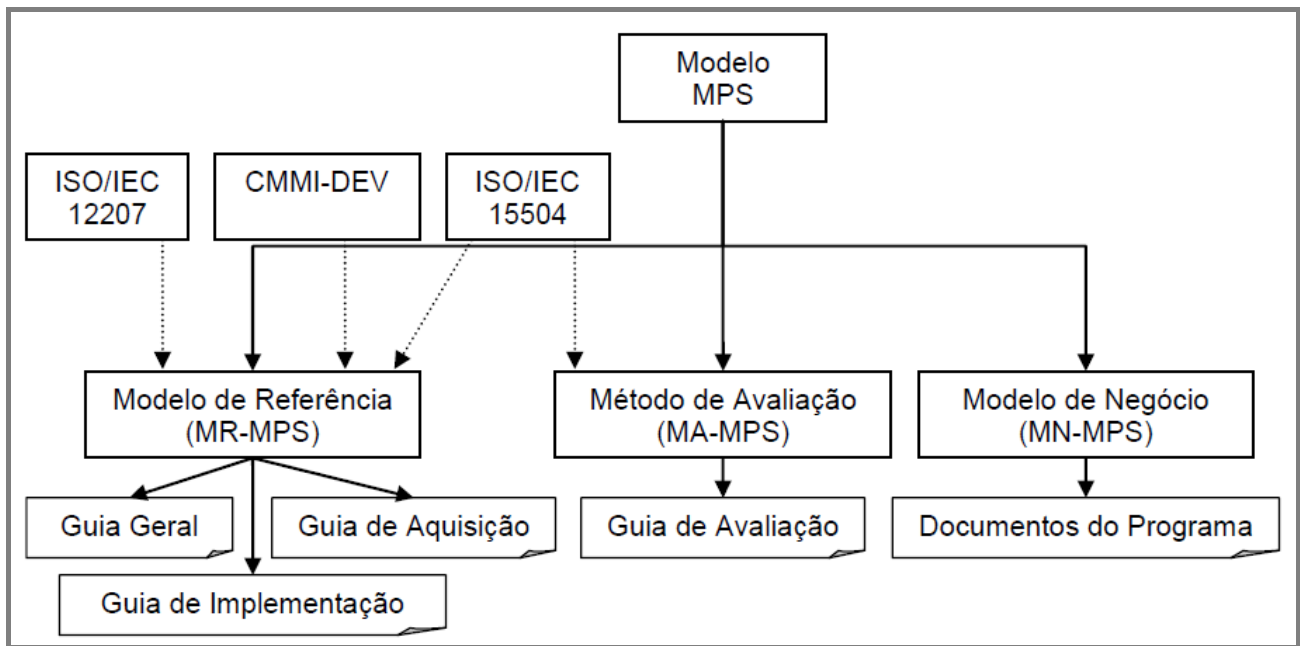 Modelo
MPS
ISO/IEC
12207
CMMI-DEV
ISO/IEC
15504
Modelo de Referência
(MR-MPS)
Método de Avaliação
(MA-MPS)
Modelo de Negócio
(MN-MPS)
Guia Geral
Guia de Aquisição
Guia de Avaliação
Documentos do Programa
Guia de Implementação